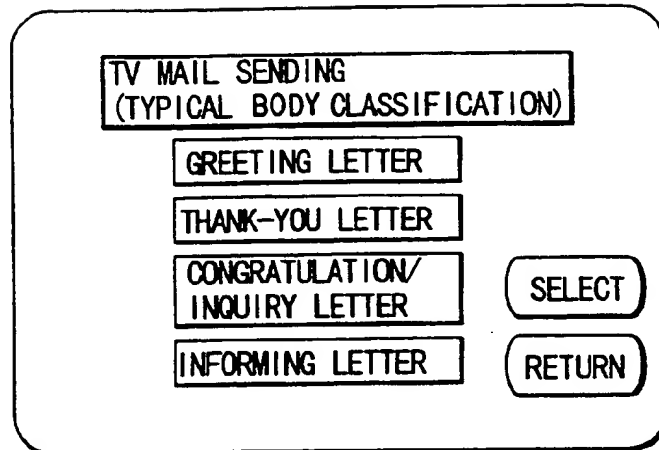 TV MAIL SENDING
(TYPICAL BODY CLASSIFICATION)
GREETING LETTER
THANK-YOU LETTER
CONGRATULATION/
INQUIRY LETTER
SELECT
INFORMING LETTER
RETURN